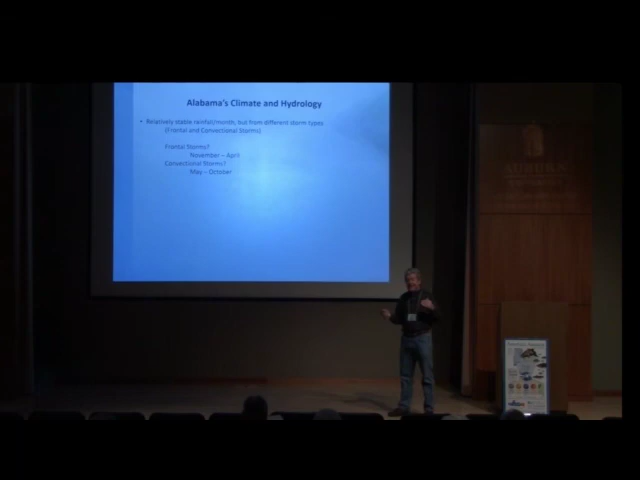 Alabama's Climate and Hydrology
• Relatively stable rainfall/month, but from different storm types
(Frontal and Convectional Storms)
Frontal Storms?
November – April
Convectional Storms?
May – October